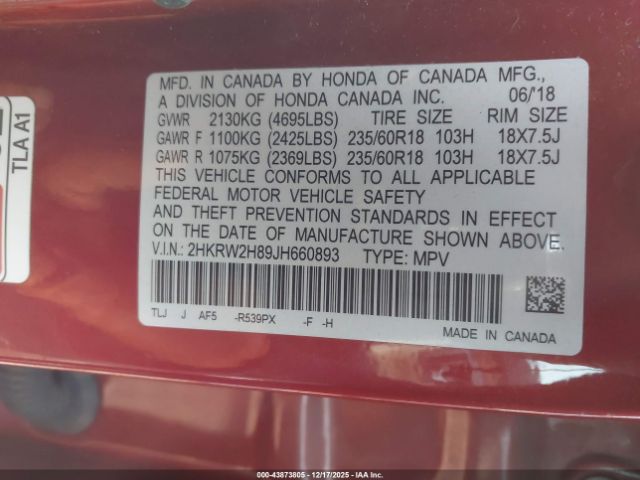 MFD. IN CANADA BY HONDA OF CANADA MFG.,
A DIVISION OF HONDA CANADA INC. 06/18
GVWR 2130KG (4695LBS) TIRE SIZE RIM SIZE
GAWR F 1100KG (2425LBS) 235/60R18 103H 18X7.5J
GAWR R 1075KG (2369LBS) 235/60R18 103H 18X7.5J
THIS VEHICLE CONFORMS TO ALL APPLICABLE
FEDERAL MOTOR VEHICLE SAFETY
AND THEFT PREVENTION STANDARDS IN EFFECT
ON THE DATE OF MANUFACTURE SHOWN ABOVE.
V.I.N.: 2HKRW2H89JH660893 TYPE: MPV
TLJ J AF5 -R539PX -F -H
MADE IN CANADA
TLA A1
00-43873805 - 12/17/2025 - IAA Inc.